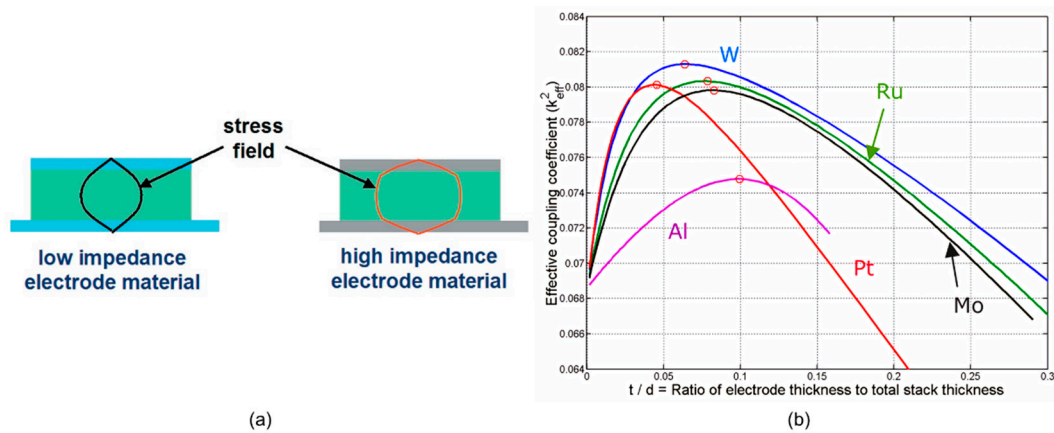 stress
field
low impedance
electrode material
high impedance
electrode material
(a)
Effective coupling coefficient (k²eff)
0.084
0.082
0.08
0.078
0.076
0.074
0.072
0.07
0.068
0.066
0.064
W
Ru
Al
Pt
Mo
0
0.05
0.1
0.15
0.2
0.25
0.3
t / d = Ratio of electrode thickness to total stack thickness
(b)